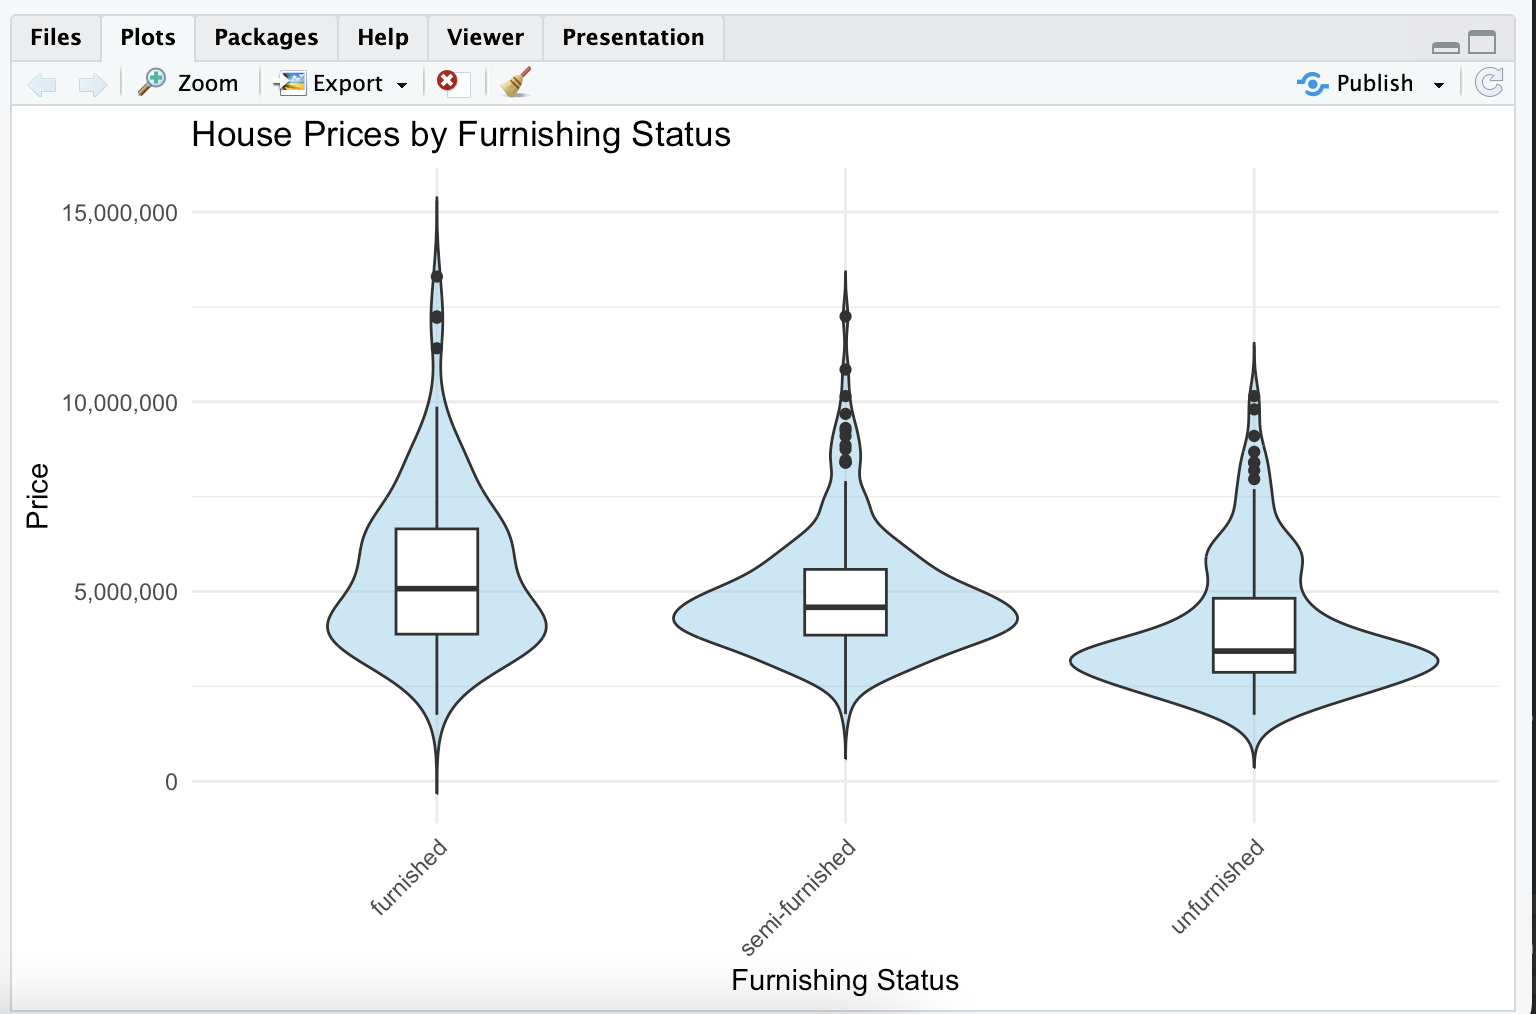 Files Plots Packages Help Viewer Presentation
Zoom Export Publish
House Prices by Furnishing Status
15,000,000
10,000,000
5,000,000
0
Price
furnished semi-furnished unfurnished
Furnishing Status